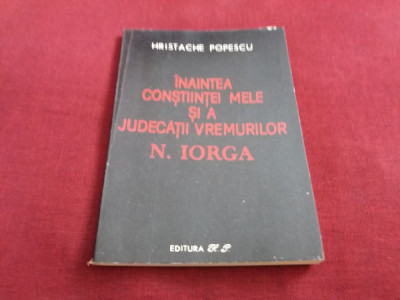 HRISTACHE POPESCU
ÎNAINTEA
CONȘTIINȚEI MELE
ȘI A
JUDECĂȚII VREMURILOR
N. IORGA
EDITURA H. P.